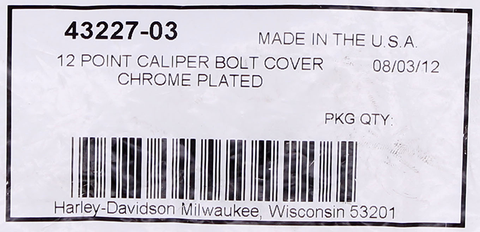 43227-03 MADE IN THE U.S.A.
12 POINT CALIPER BOLT COVER 08/03/12
CHROME PLATED
PKG QTY:
Harley-Davidson Milwaukee, Wisconsin 53201